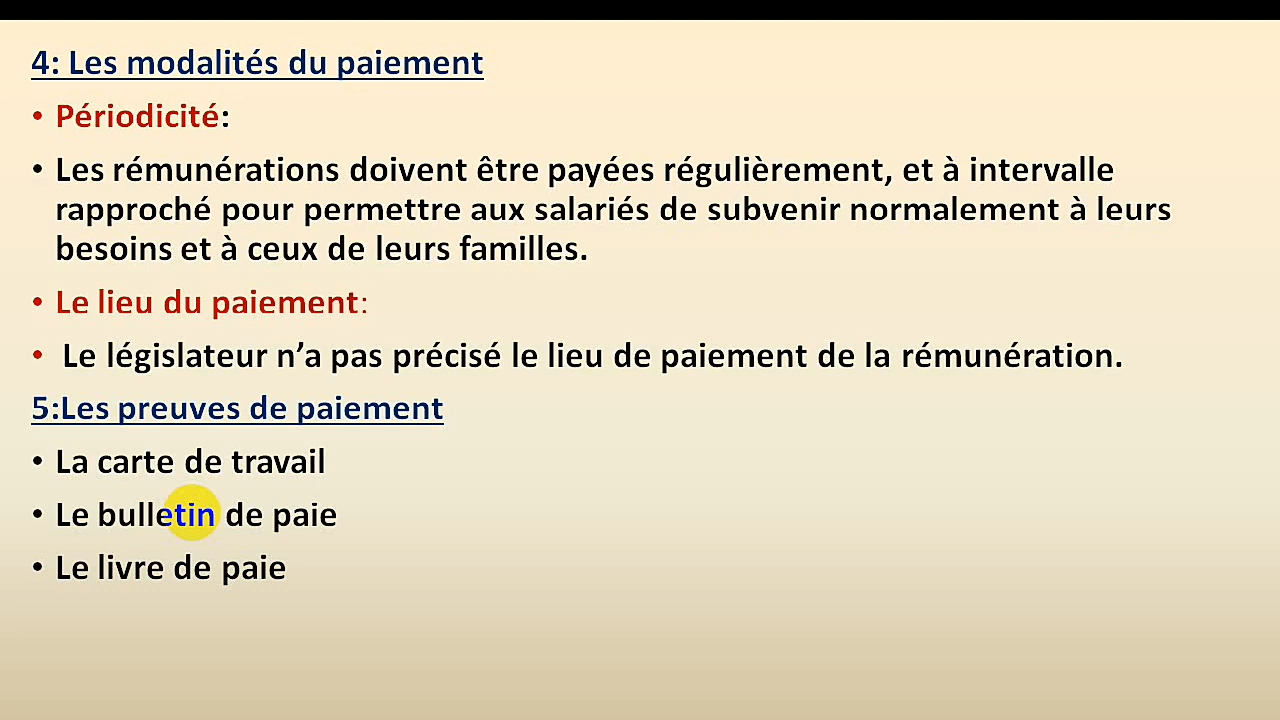 4: Les modalités du paiement
• Périodicité:
• Les rémunérations doivent être payées régulièrement, et à intervalle
rapproché pour permettre aux salariés de subvenir normalement à leurs
besoins et à ceux de leurs familles.
• Le lieu du paiement:
• Le législateur n’a pas précisé le lieu de paiement de la rémunération.
5:Les preuves de paiement
• La carte de travail
• Le bulletin de paie
• Le livre de paie